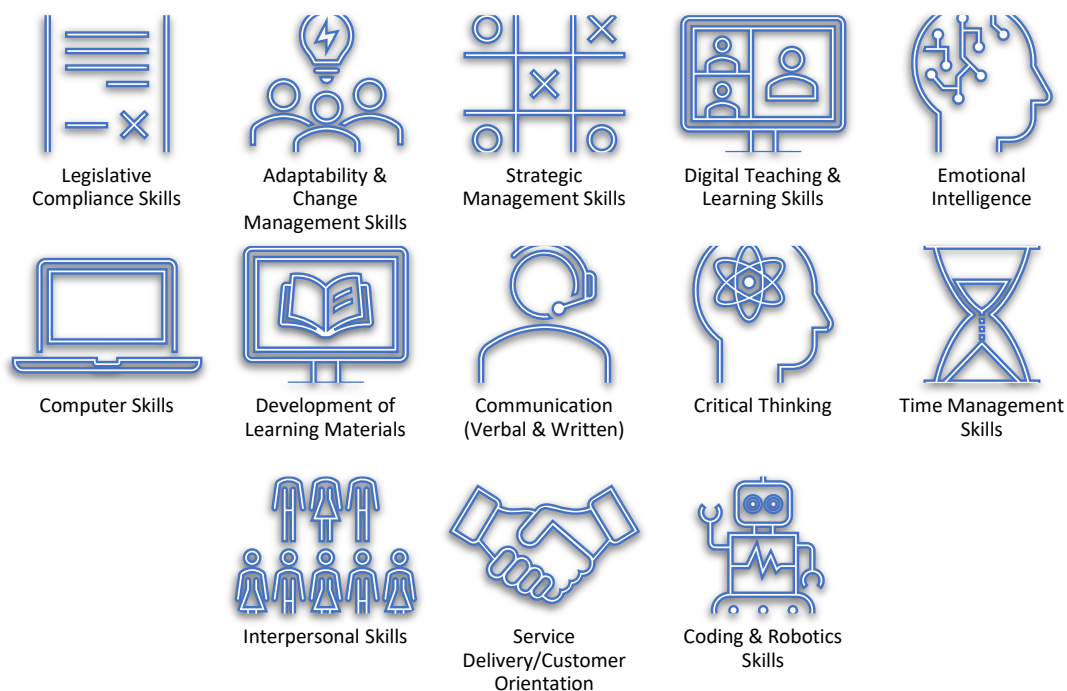 Legislative
Compliance Skills
Adaptability &
Change
Management Skills
Strategic
Management Skills
Digital Teaching &
Learning Skills
Emotional
Intelligence
Computer Skills
Development of
Learning Materials
Communication
(Verbal & Written)
Critical Thinking
Time Management
Skills
Interpersonal Skills
Service
Delivery/Customer
Orientation
Coding & Robotics
Skills